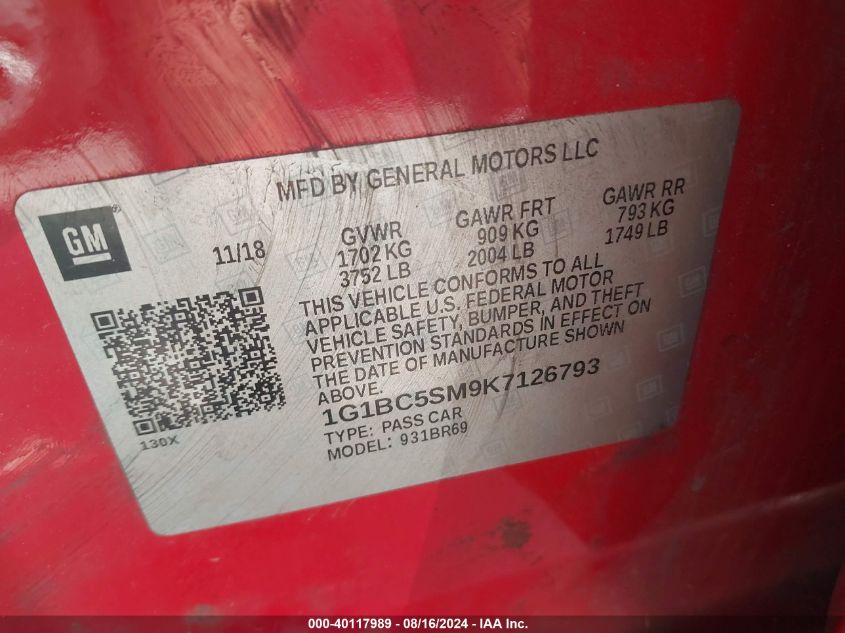 MFD BY GENERAL MOTORS LLC
GM
11/18
GVWR GAWR FRT GAWR RR
1702 KG 909 KG 793 KG
3752 LB 2004 LB 1749 LB
THIS VEHICLE CONFORMS TO ALL
APPLICABLE U.S. FEDERAL MOTOR
VEHICLE SAFETY, BUMPER, AND THEFT
PREVENTION STANDARDS IN EFFECT ON
THE DATE OF MANUFACTURE SHOWN
ABOVE.
1G1BC5SM9K7126793
TYPE: PASS CAR
MODEL: 931BR69
130X
000-40117989 - 08/16/2024 - IAA Inc.